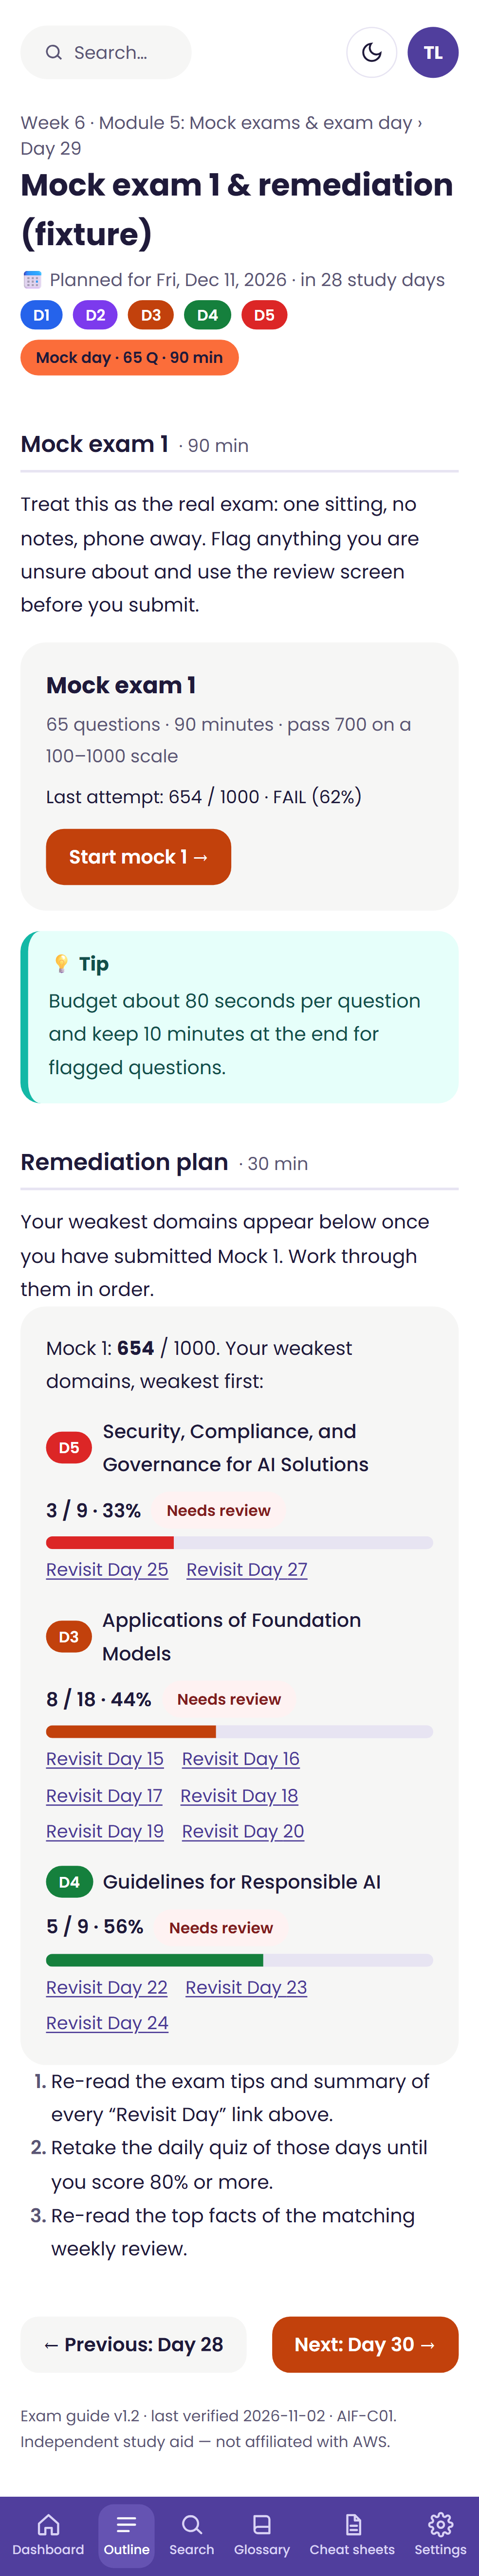 Search...
TL
Week 6 · Module 5: Mock exams & exam day ›
Day 29
Mock exam 1 & remediation
(fixture)
Planned for Fri, Dec 11, 2026 · in 28 study days
D1 D2 D3 D4 D5
Mock day · 65 Q · 90 min
Mock exam 1 · 90 min
Treat this as the real exam: one sitting, no
notes, phone away. Flag anything you are
unsure about and use the review screen
before you submit.
Mock exam 1
65 questions · 90 minutes · pass 700 on a
100–1000 scale
Last attempt: 654 / 1000 · FAIL (62%)
Start mock 1 →
Tip
Budget about 80 seconds per question
and keep 10 minutes at the end for
flagged questions.
Remediation plan · 30 min
Your weakest domains appear below once
you have submitted Mock 1. Work through
them in order.
Mock 1: 654 / 1000. Your weakest
domains, weakest first:
D5 Security, Compliance, and
Governance for AI Solutions
3 / 9 · 33% Needs review
Revisit Day 25 Revisit Day 27
D3 Applications of Foundation
Models
8 / 18 · 44% Needs review
Revisit Day 15 Revisit Day 16
Revisit Day 17 Revisit Day 18
Revisit Day 19 Revisit Day 20
D4 Guidelines for Responsible AI
5 / 9 · 56% Needs review
Revisit Day 22 Revisit Day 23
Revisit Day 24
1. Re-read the exam tips and summary of
every “Revisit Day” link above.
2. Retake the daily quiz of those days until
you score 80% or more.
3. Re-read the top facts of the matching
weekly review.
← Previous: Day 28 Next: Day 30 →
Exam guide v1.2 · last verified 2026-11-02 · AIF-C01.
Independent study aid — not affiliated with AWS.
Dashboard Outline Search Glossary Cheat sheets Settings